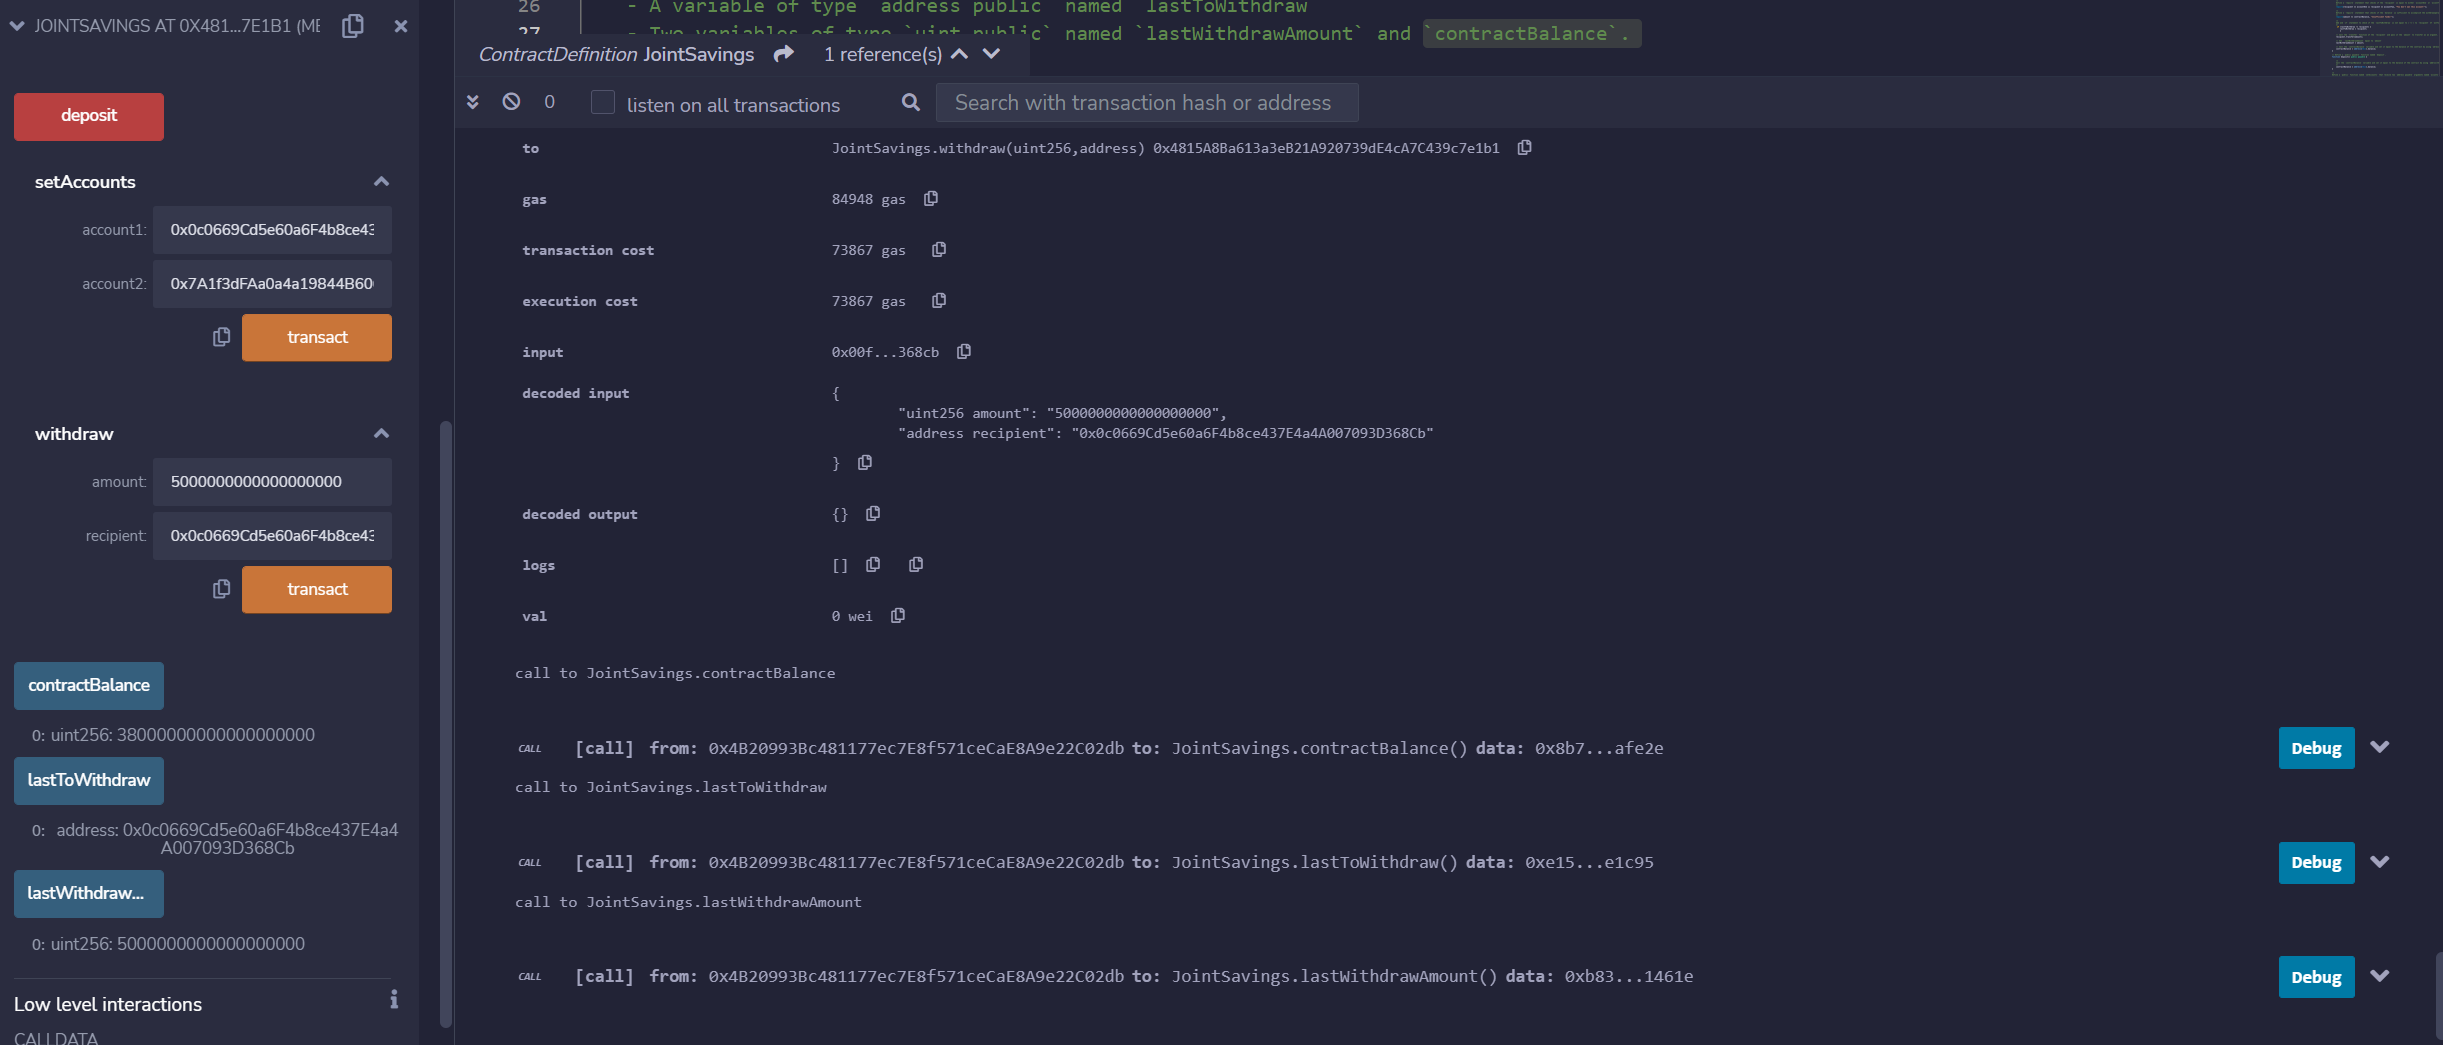 JOINTSAVINGS AT 0X481...7E1B1 (ME
deposit
setAccounts
account1: 0x0c0669Cd5e60a6F4b8ce43
account2: 0x7A1f3dFAa0a4a19844B60
transact
withdraw
amount: 5000000000000000000
recipient: 0x0c0669Cd5e60a6F4b8ce43
transact
contractBalance
0: uint256: 38000000000000000000
lastToWithdraw
0: address: 0x0c0669Cd5e60a6F4b8ce437E4a4
A007093D368Cb
lastWithdraw...
0: uint256: 5000000000000000000
Low level interactions
CALLDATA
26 - A variable of type `address public` named `lastToWithdraw`
27 - Two variables of type `uint public` named `lastWithdrawAmount` and `contractBalance`.
ContractDefinition JointSavings 1 reference(s)
0 listen on all transactions Search with transaction hash or address
to JointSavings.withdraw(uint256,address) 0x4815A8Ba613a3eB21A920739dE4cA7C439c7e1b1
gas 84948 gas
transaction cost 73867 gas
execution cost 73867 gas
input 0x00f...368cb
decoded input {
"uint256 amount": "5000000000000000000",
"address recipient": "0x0c0669Cd5e60a6F4b8ce437E4a4A007093D368Cb"
}
decoded output {}
logs []
val 0 wei
call to JointSavings.contractBalance
CALL [call] from: 0x4B20993Bc481177ec7E8f571ceCaE8A9e22C02db to: JointSavings.contractBalance() data: 0x8b7...afe2e Debug
call to JointSavings.lastToWithdraw
CALL [call] from: 0x4B20993Bc481177ec7E8f571ceCaE8A9e22C02db to: JointSavings.lastToWithdraw() data: 0xe15...e1c95 Debug
call to JointSavings.lastWithdrawAmount
CALL [call] from: 0x4B20993Bc481177ec7E8f571ceCaE8A9e22C02db to: JointSavings.lastWithdrawAmount() data: 0xb83...1461e Debug